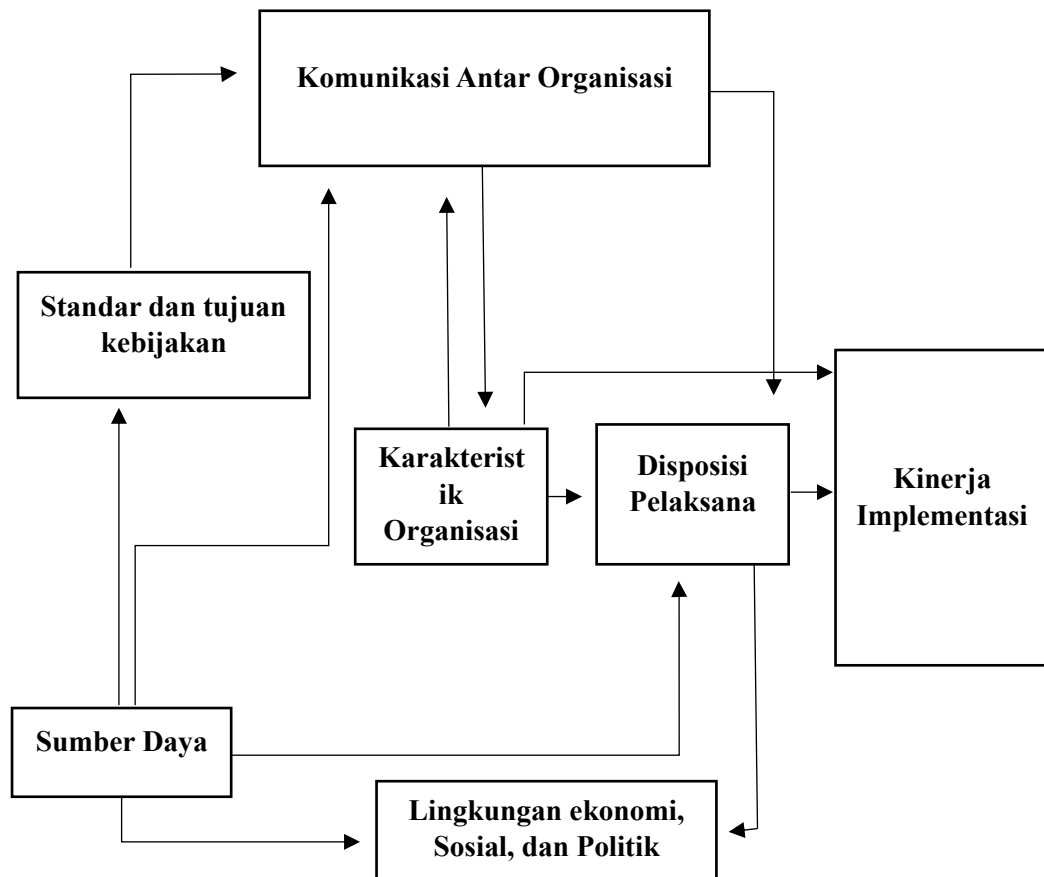 Komunikasi Antar Organisasi
Standar dan tujuan
kebijakan
Karakterist
ik
Organisasi
Disposisi
Pelaksana
Kinerja
Implementasi
Sumber Daya
Lingkungan ekonomi,
Sosial, dan Politik